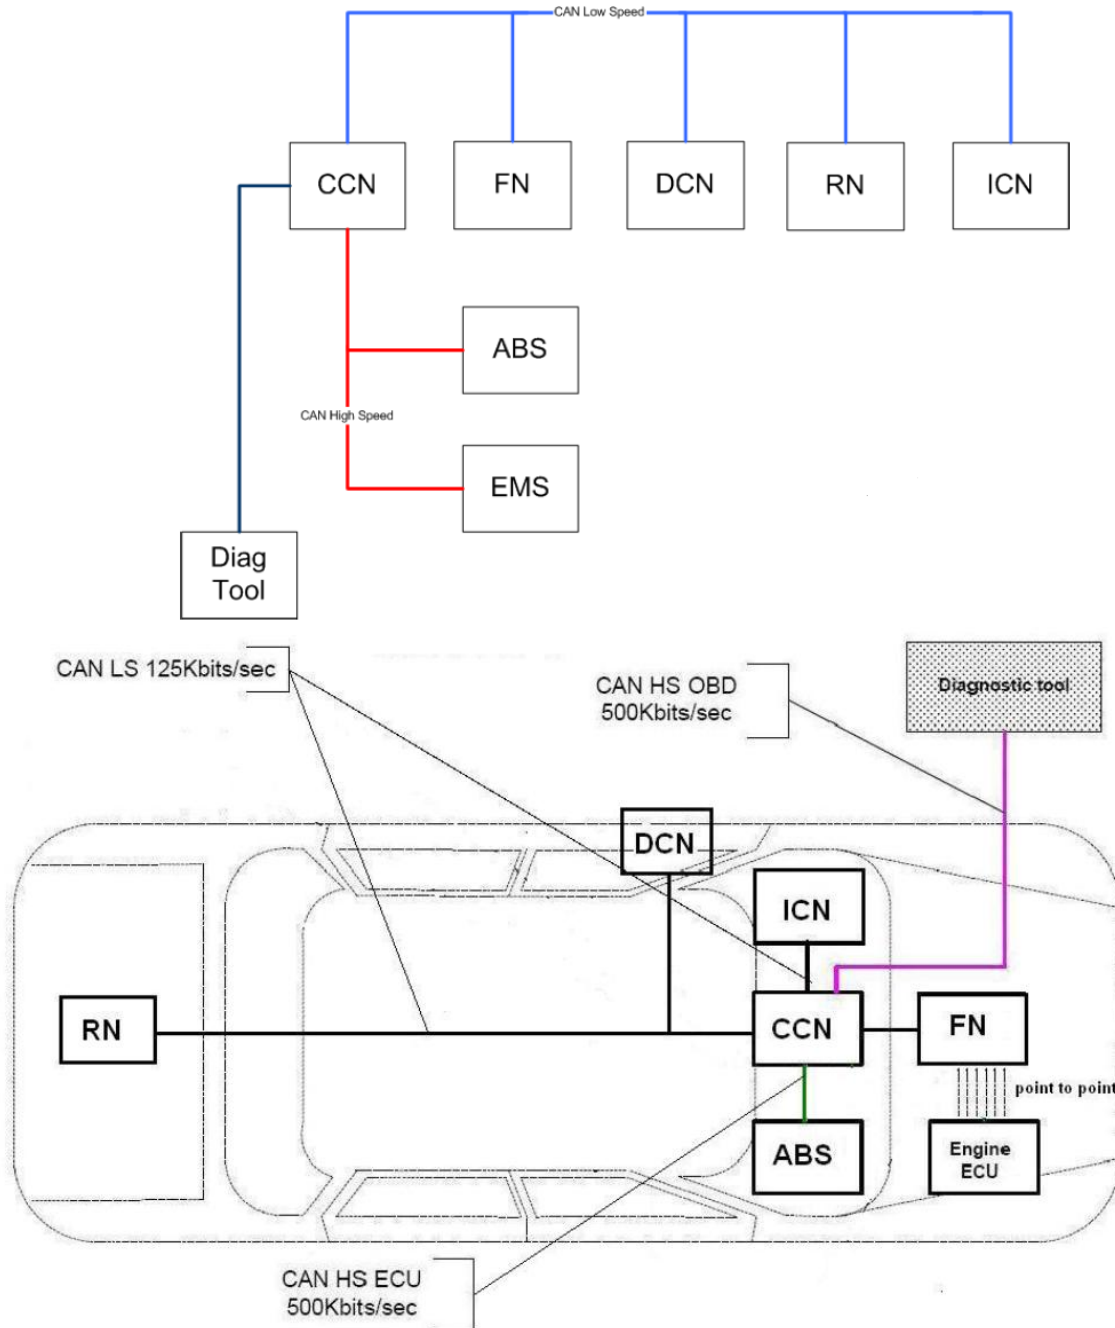 CAN Low Speed
CCN
FN
DCN
RN
ICN
ABS
CAN High Speed
EMS
Diag
Tool
CAN LS 125Kbits/sec
CAN HS OBD
500Kbits/sec
Diagnostic tool
DCN
ICN
RN
CCN
FN
point to point
ABS
Engine
ECU
CAN HS ECU
500Kbits/sec